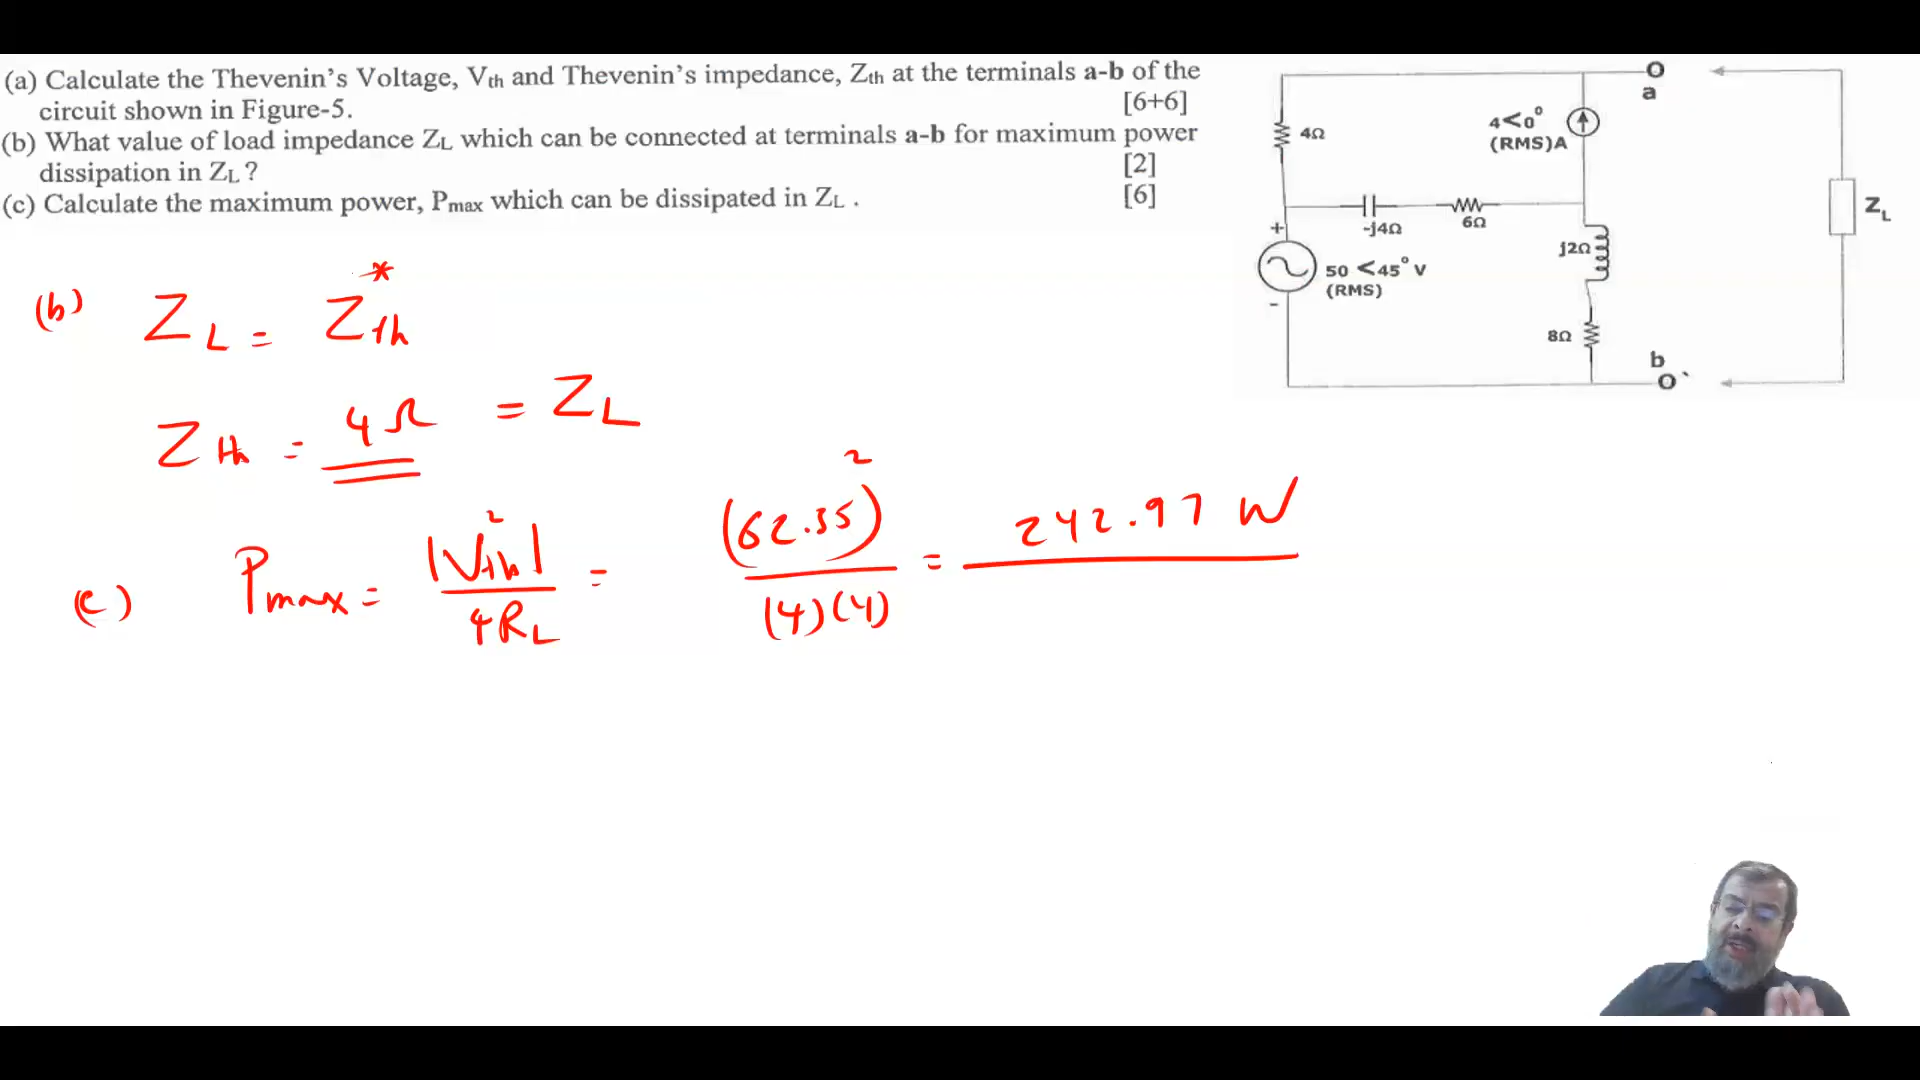 (a) Calculate the Thevenin's Voltage, Vth and Thevenin's impedance, Zth at the terminals a-b of the
circuit shown in Figure-5. [6+6]
(b) What value of load impedance ZL which can be connected at terminals a-b for maximum power
dissipation in ZL ? [2]
(c) Calculate the maximum power, Pmax which can be dissipated in ZL . [6]
a
4Ω
4<0°
(RMS)A
-j4Ω
6Ω
j2Ω
ZL
+
50 <45° V
(RMS)
-
8Ω
b
(b) ZL = Zth*
Zth = 4Ω = ZL
(c) Pmax = |Vth|² / 4RL = (62.35)² / (4)(4) = 242.97 W